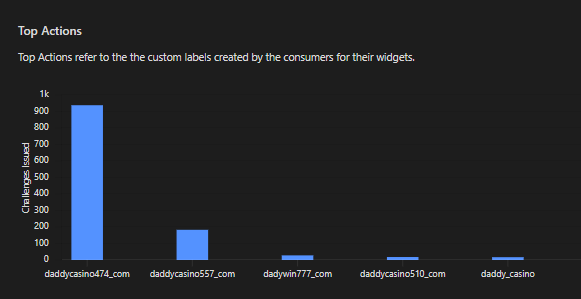 Top Actions
Top Actions refer to the the custom labels created by the consumers for their widgets.
1k
900
800
700
600
500
400
300
200
100
0
Challenges Issued
daddycasino474_com
daddycasino557_com
dadywin777_com
daddycasino510_com
daddy_casino